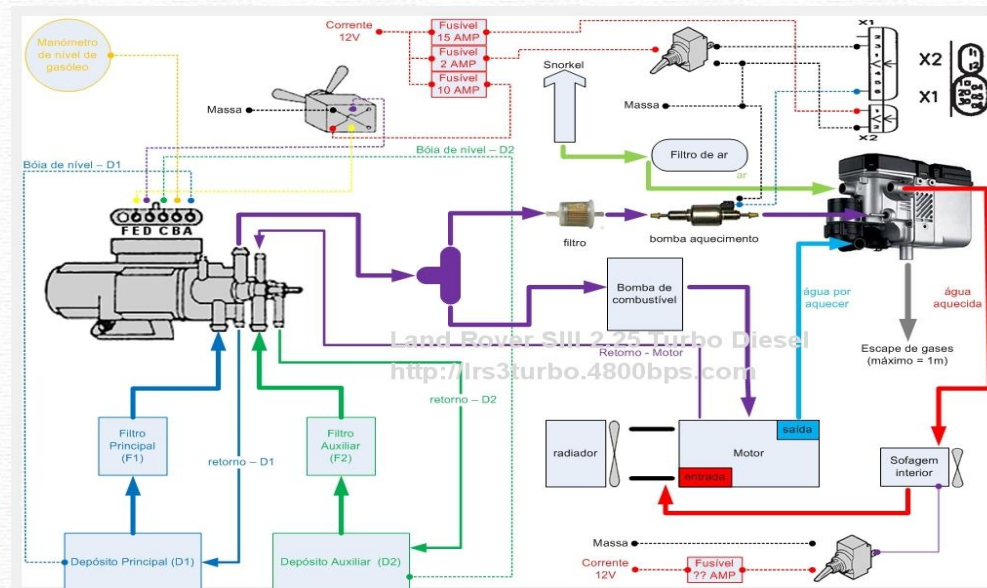 Manómetro
de nível de
gasóleo
Corrente
12V
Fusível
15 AMP
Fusível
2 AMP
Fusível
10 AMP
Massa
Snorkel
Massa
X1
X2
X1
X2
Filtro de ar
ar
Bóia de nível – D1
Bóia de nível – D2
F E D C B A
filtro
bomba aquecimento
Bomba de
combustível
água por
aquecer
água
aquecida
Land Rover SIII 2.25 Turbo Diesel
http://lrs3turbo.4800bps.com
Retorno - Motor
Escape de gases
(máximo = 1m)
retorno – D2
Filtro
Principal
(F1)
retorno – D1
Filtro
Auxiliar
(F2)
radiador
saída
Motor
entrada
Sofagem
interior
Depósito Principal (D1)
Depósito Auxiliar (D2)
Massa
Corrente
12V
Fusível
?? AMP